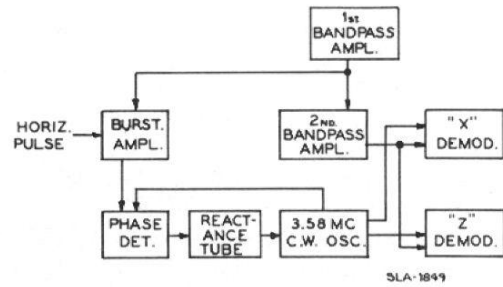 1ST
BANDPASS
AMPL.
HORIZ.
PULSE
BURST.
AMPL.
2ND.
BANDPASS
AMPL.
"X"
DEMOD.
PHASE
DET.
REACT-
ANCE
TUBE
3.58 MC
C.W. OSC.
"Z"
DEMOD.
SLA-1849